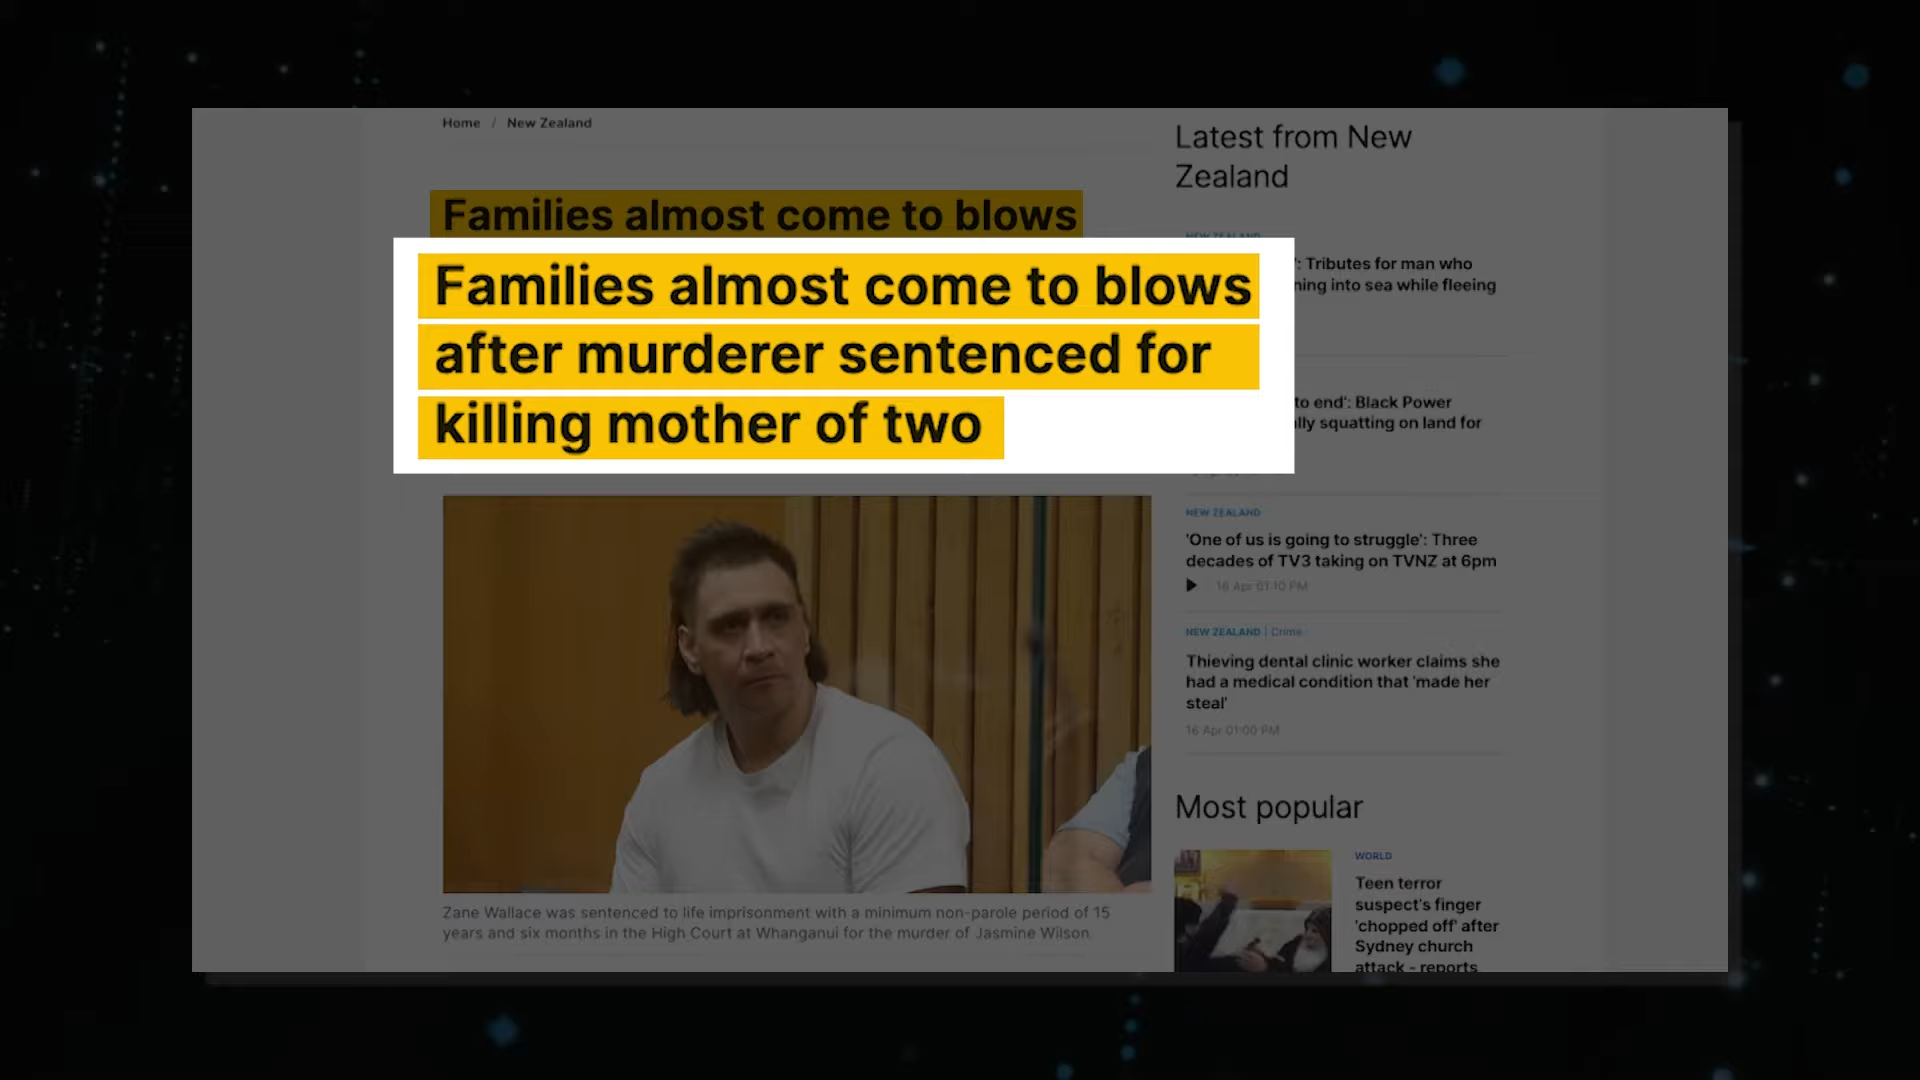 Home / New Zealand
Families almost come to blows
Families almost come to blows
after murderer sentenced for
killing mother of two
Zane Wallace was sentenced to life imprisonment with a minimum non-parole period of 15
years and six months in the High Court at Whanganui for the murder of Jasmine Wilson.
Latest from New
Zealand
NEW ZEALAND
': Tributes for man who
into sea while fleeing
to end': Black Power
squatting on land for
NEW ZEALAND
'One of us is going to struggle': Three
decades of TV3 taking on TVNZ at 6pm
16 Apr 01:10 PM
NEW ZEALAND | Crime
Thieving dental clinic worker claims she
had a medical condition that 'made her
steal'
16 Apr 01:00 PM
Most popular
WORLD
Teen terror
suspect's finger
'chopped off' after
Sydney church
attack - reports